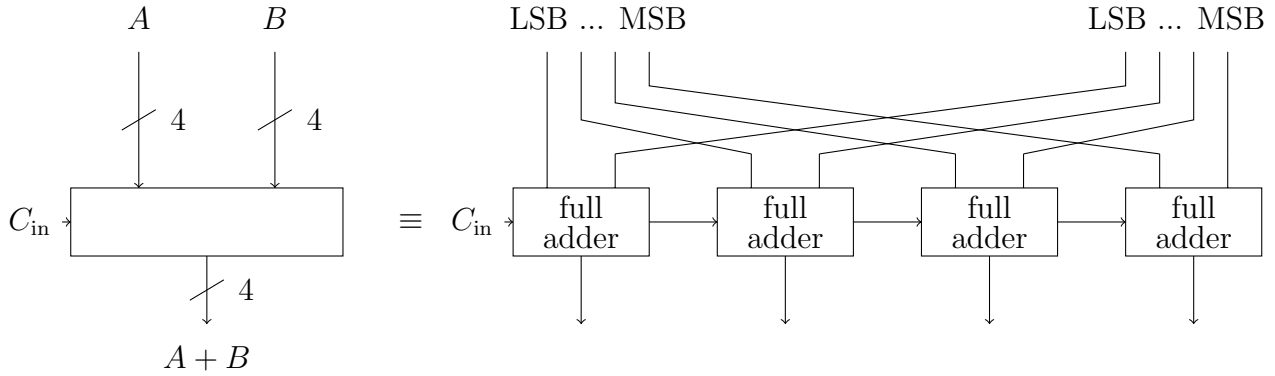 A B LSB ... MSB LSB ... MSB
4 4
C_in ≡ C_in full adder full adder full adder full adder
4
A + B